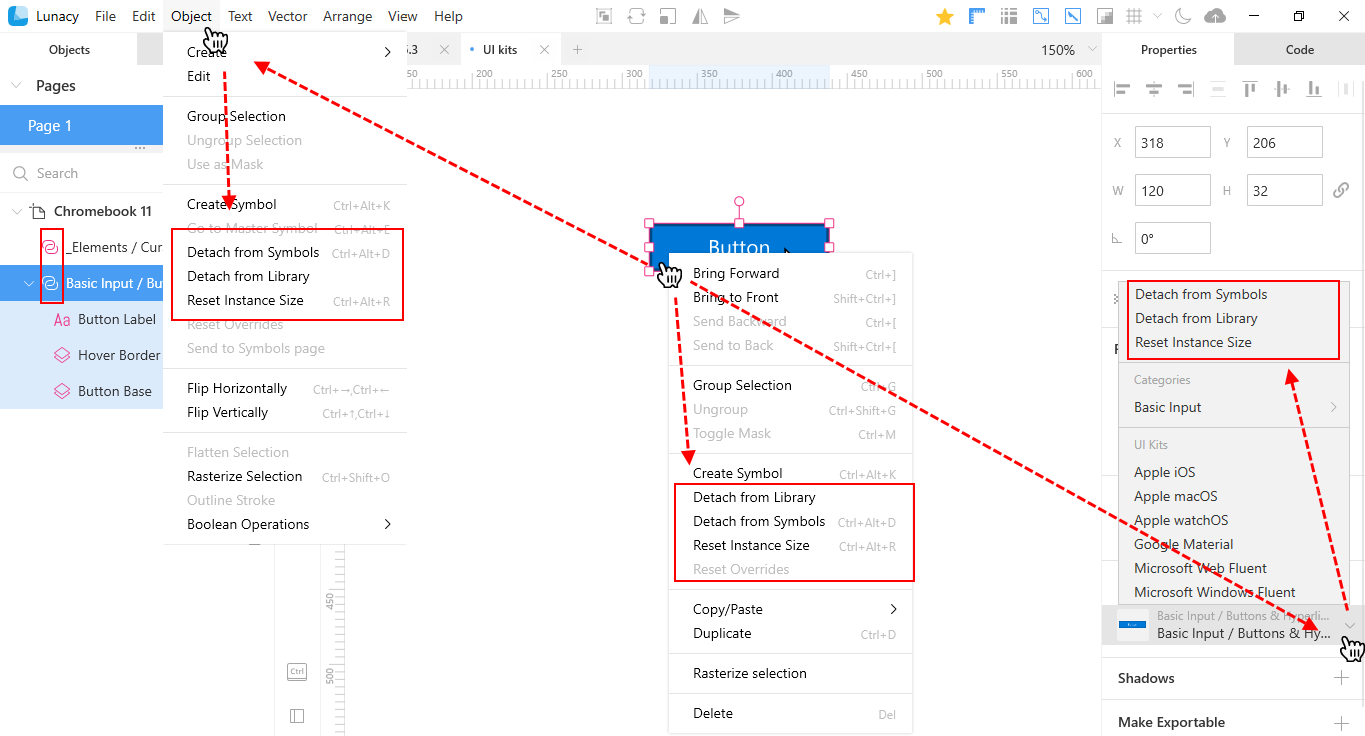 Lunacy File Edit Object Text Vector Arrange View Help
Objects
.3 UI kits
150%
Properties Code
50 200 250 300 350 400 450 500 550 600
Pages
Page 1
Search
Chromebook 11
_Elements / Cur
Basic Input / Bu
Button Label
Hover Border
Button Base
Create
Edit
Group Selection
Ungroup Selection
Use as Mask
Create Symbol Ctrl+Alt+K
Go to Master Symbol Ctrl+Alt+E
Detach from Symbols Ctrl+Alt+D
Detach from Library
Reset Instance Size Ctrl+Alt+R
Reset Overrides
Send to Symbols page
Flip Horizontally Ctrl+→,Ctrl+←
Flip Vertically Ctrl+↑,Ctrl+↓
Flatten Selection
Rasterize Selection Ctrl+Shift+O
Outline Stroke
Boolean Operations
450
500
Ctrl
Button
Bring Forward Ctrl+]
Bring to Front Shift+Ctrl+]
Send Backward Ctrl+[
Send to Back Shift+Ctrl+[
Group Selection Ctrl+G
Ungroup Ctrl+Shift+G
Toggle Mask Ctrl+M
Create Symbol Ctrl+Alt+K
Detach from Library
Detach from Symbols Ctrl+Alt+D
Reset Instance Size Ctrl+Alt+R
Reset Overrides
Copy/Paste
Duplicate Ctrl+D
Rasterize selection
Delete Del
X 318 Y 206
W 120 H 32
0°
Detach from Symbols
Detach from Library
Reset Instance Size
Categories
Basic Input
UI Kits
Apple iOS
Apple macOS
Apple watchOS
Google Material
Microsoft Web Fluent
Microsoft Windows Fluent
Basic Input / Buttons & Hyperli...
Basic Input / Buttons & Hy...
Shadows
Make Exportable